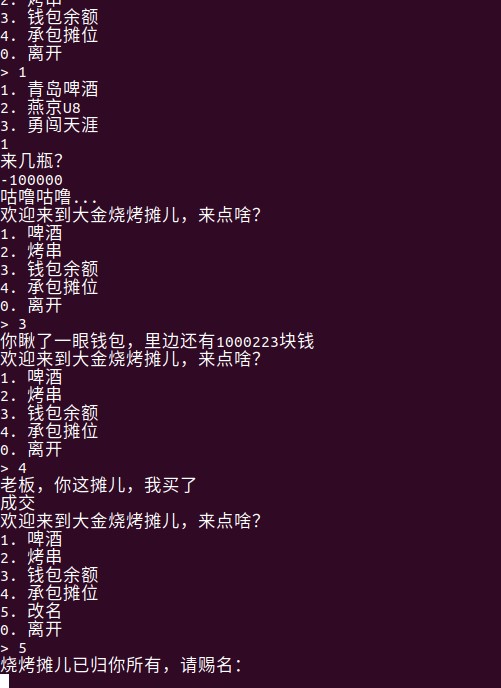 2. 烤串
3. 钱包余额
4. 承包摊位
0. 离开
> 1
1. 青岛啤酒
2. 燕京U8
3. 勇闯天涯
1
来几瓶？
-100000
咕噜咕噜...
欢迎来到大金烧烤摊儿，来点啥？
1. 啤酒
2. 烤串
3. 钱包余额
4. 承包摊位
0. 离开
> 3
你瞅了一眼钱包，里边还有1000223块钱
欢迎来到大金烧烤摊儿，来点啥？
1. 啤酒
2. 烤串
3. 钱包余额
4. 承包摊位
0. 离开
> 4
老板，你这摊儿，我买了
成交
欢迎来到大金烧烤摊儿，来点啥？
1. 啤酒
2. 烤串
3. 钱包余额
4. 承包摊位
5. 改名
0. 离开
> 5
烧烤摊儿已归你所有，请赐名：